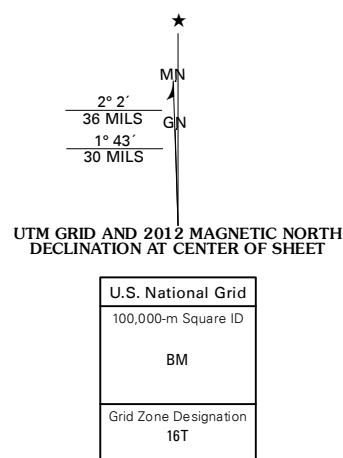 ★
MN
2° 2´
36 MILS
GN
1° 43´
30 MILS
UTM GRID AND 2012 MAGNETIC NORTH
DECLINATION AT CENTER OF SHEET
U.S. National Grid
100,000-m Square ID
BM
Grid Zone Designation
16T